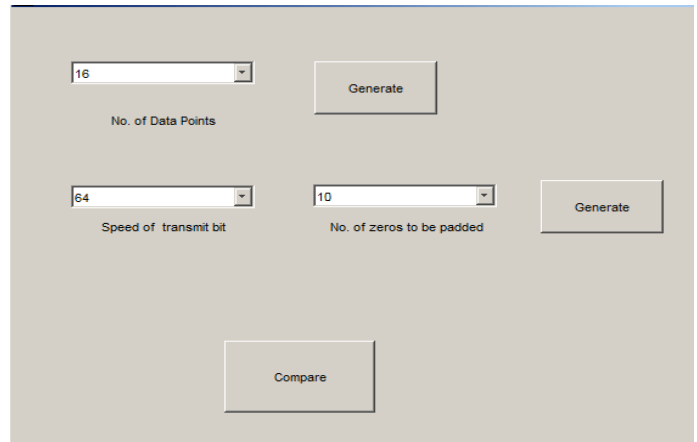 16
Generate
No. of Data Points
64
10
Generate
Speed of transmit bit
No. of zeros to be padded
Compare